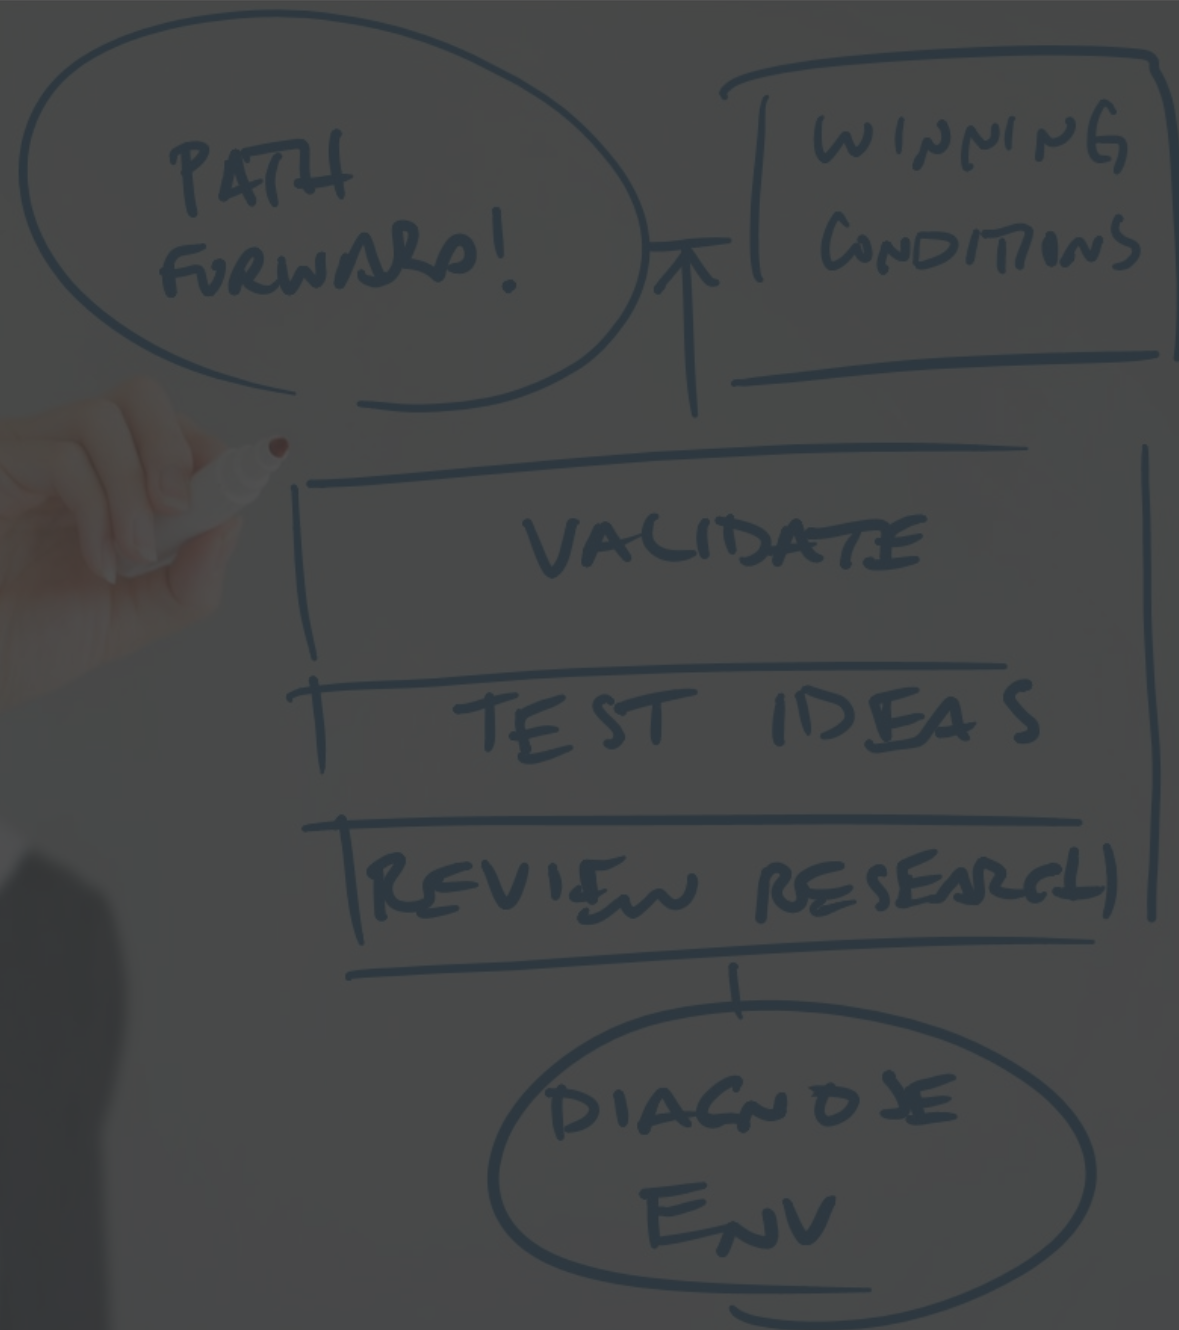 PATH
FORWARD!
WINNING
CONDITIONS
VALIDATE
TEST IDEAS
REVIEW RESEARCH
DIAGNOSE
ENV